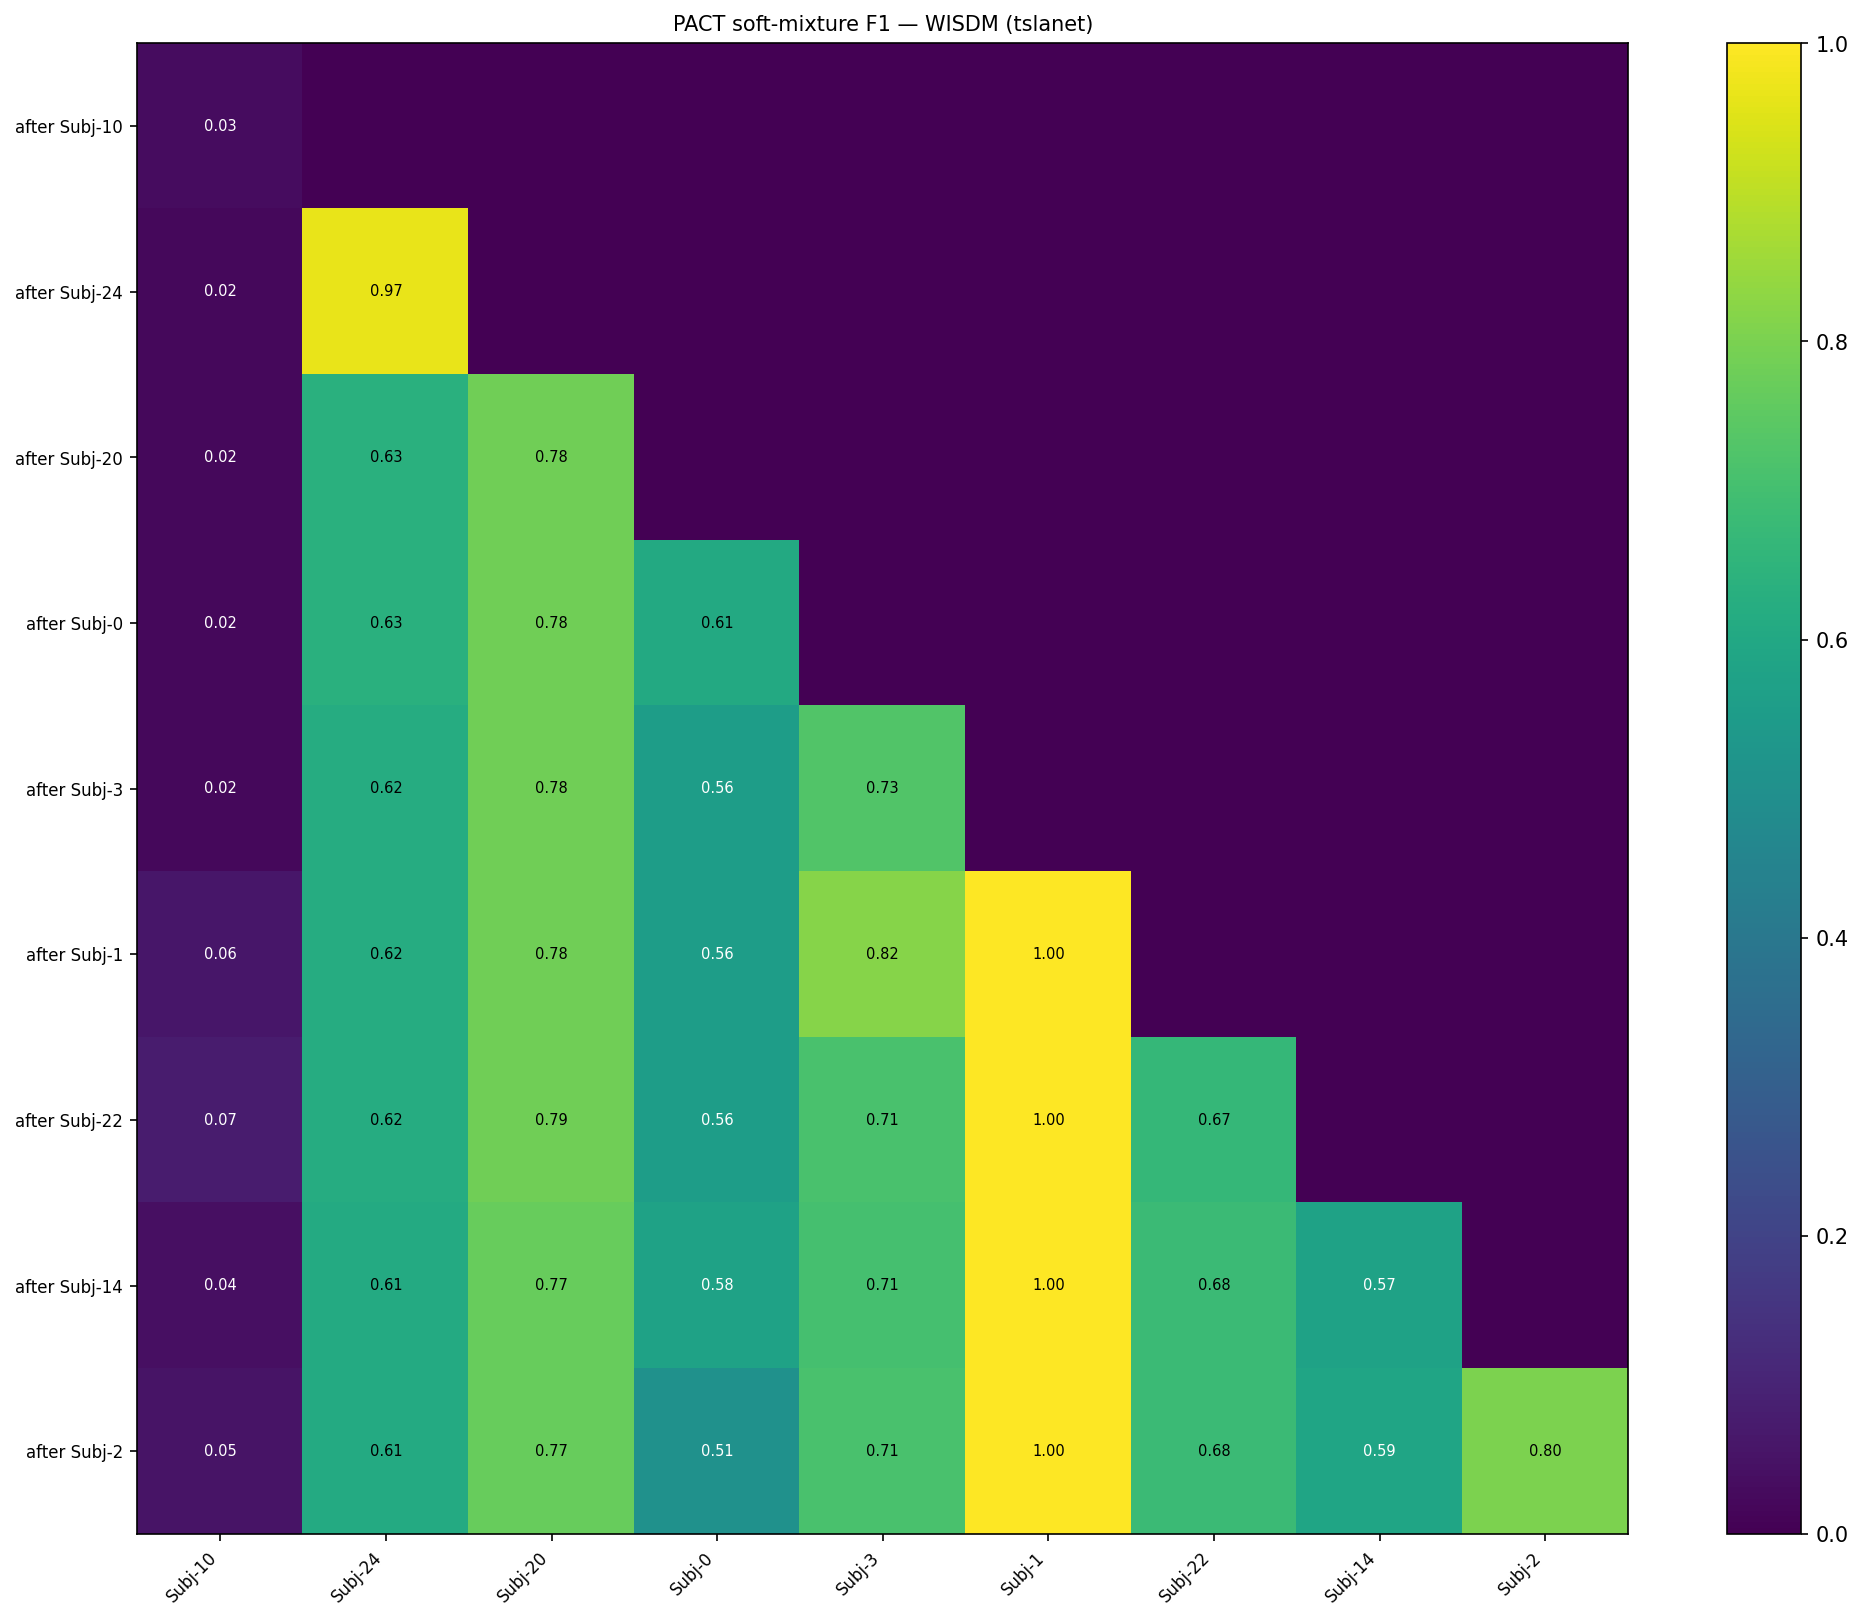 PACT soft-mixture F1 — WISDM (tslanet)
1.0
after Subj-10 0.03
after Subj-24 0.02 0.97
0.8
after Subj-20 0.02 0.63 0.78
after Subj-0 0.02 0.63 0.78 0.61
0.6
after Subj-3 0.02 0.62 0.78 0.56 0.73
after Subj-1 0.06 0.62 0.78 0.56 0.82 1.00
0.4
after Subj-22 0.07 0.62 0.79 0.56 0.71 1.00 0.67
0.2
after Subj-14 0.04 0.61 0.77 0.58 0.71 1.00 0.68 0.57
after Subj-2 0.05 0.61 0.77 0.51 0.71 1.00 0.68 0.59 0.80
0.0
Subj-10 Subj-24 Subj-20 Subj-0 Subj-3 Subj-1 Subj-22 Subj-14 Subj-2